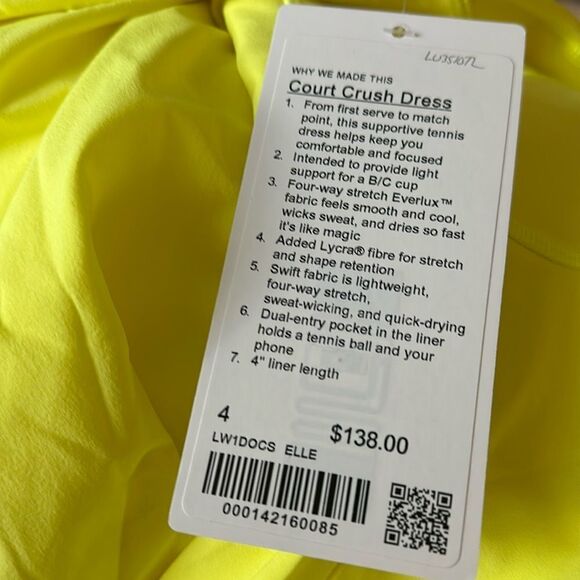 WHY WE MADE THIS
Court Crush Dress
1. From first serve to match
point, this supportive tennis
dress helps keep you
comfortable and focused
2. Intended to provide light
support for a B/C cup
3. Four-way stretch Everlux™
fabric feels smooth and cool,
wicks sweat, and dries so fast
it's like magic
4. Added Lycra® fibre for stretch
and shape retention
5. Swift fabric is lightweight,
four-way stretch,
sweat-wicking, and quick-drying
6. Dual-entry pocket in the liner
holds a tennis ball and your
phone
7. 4" liner length
4
$138.00
LW1DOCS ELLE
000142160085